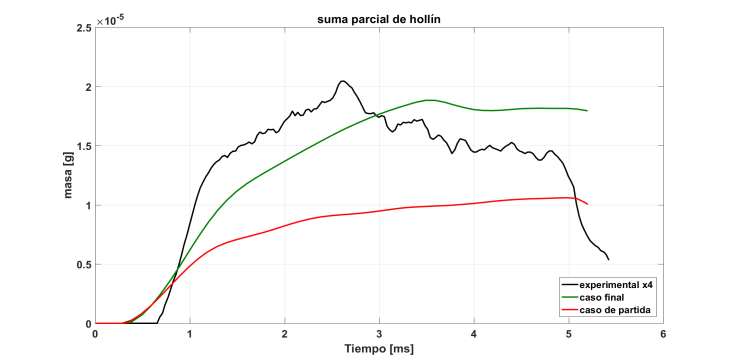 suma parcial de hollín
×10-5
masa [g]
2.5
2
1.5
1
0.5
0
0 1 2 3 4 5 6
Tiempo [ms]
experimental x4
caso final
caso de partida